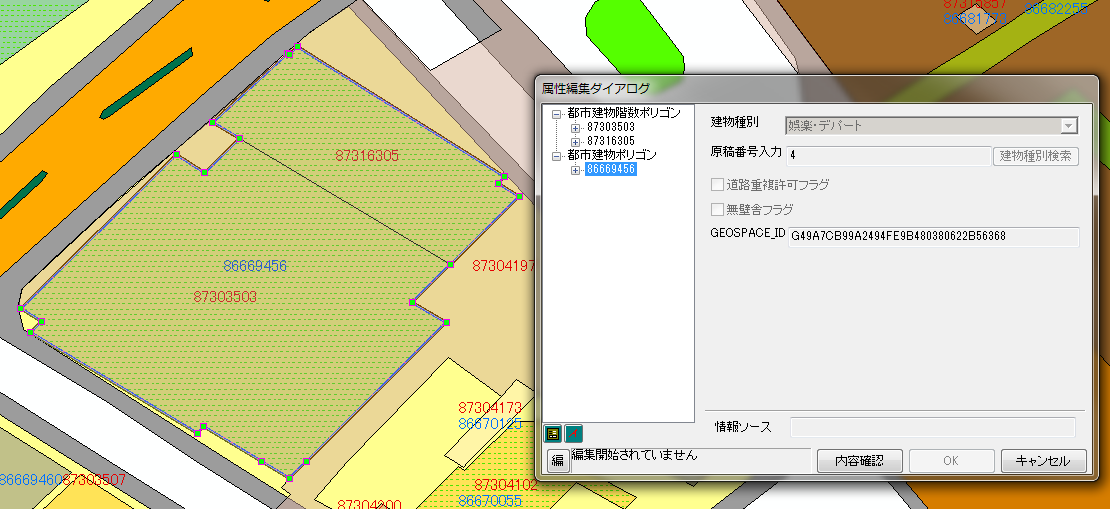 87315857
86681770
39682255
87316305
86669456
87303503
87304197
87304173
86670125
87304102
86670055
87304200
86669460
87303507
属性編集ダイアログ
都市建物階数ポリゴン
87303503
87316305
都市建物ポリゴン
86669456
建物種別
娯楽・デパート
原稿番号入力
4
建物種別検索
道路重複許可フラグ
無壁舎フラグ
GEOSPACE_ID
G49A7CB99A2494FE9B480380622B56368
情報ソース
編
編集開始されていません
内容確認
OK
キャンセル